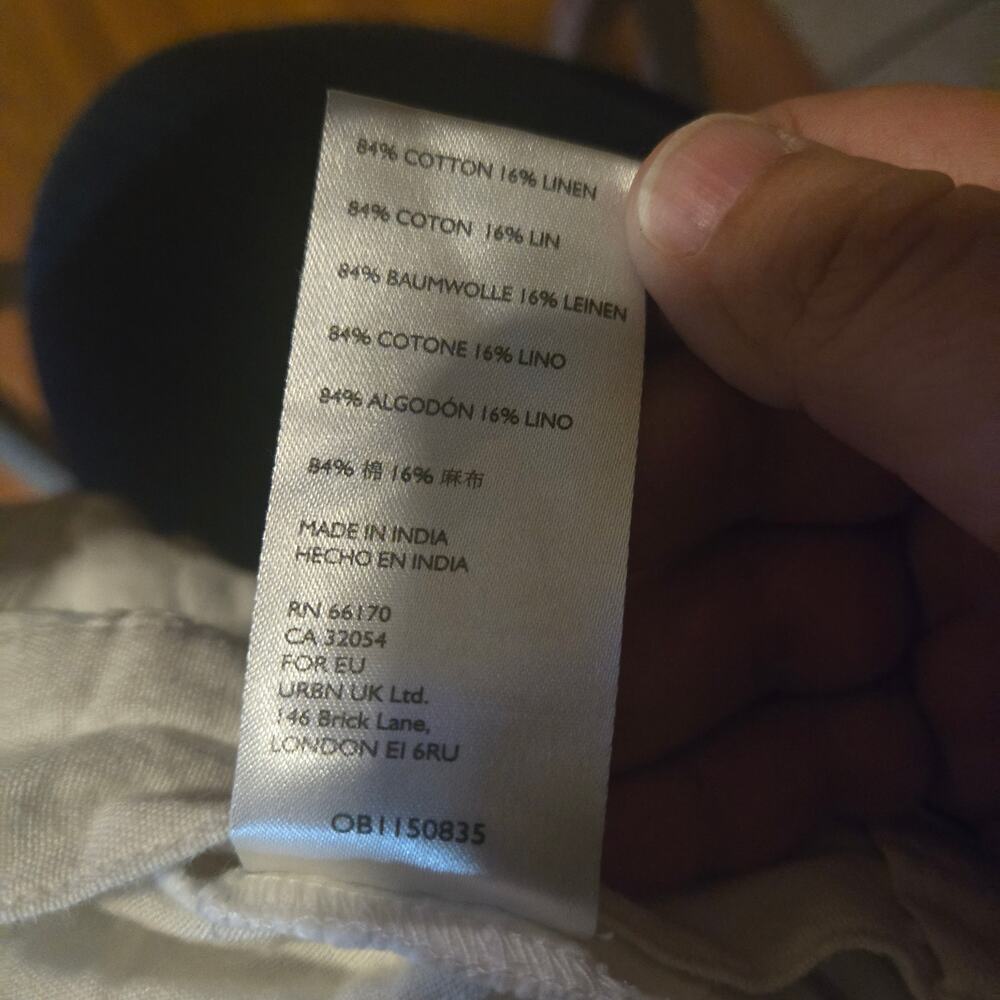 84% COTTON 16% LINEN
84% COTON 16% LIN
84% BAUMWOLLE 16% LEINEN
84% COTONE 16% LINO
84% ALGODÓN 16% LINO
84% 棉 16% 麻布
MADE IN INDIA
HECHO EN INDIA
RN 66170
CA 32054
FOR EU
URBN UK Ltd.
146 Brick Lane,
LONDON E1 6RU
OB1150835